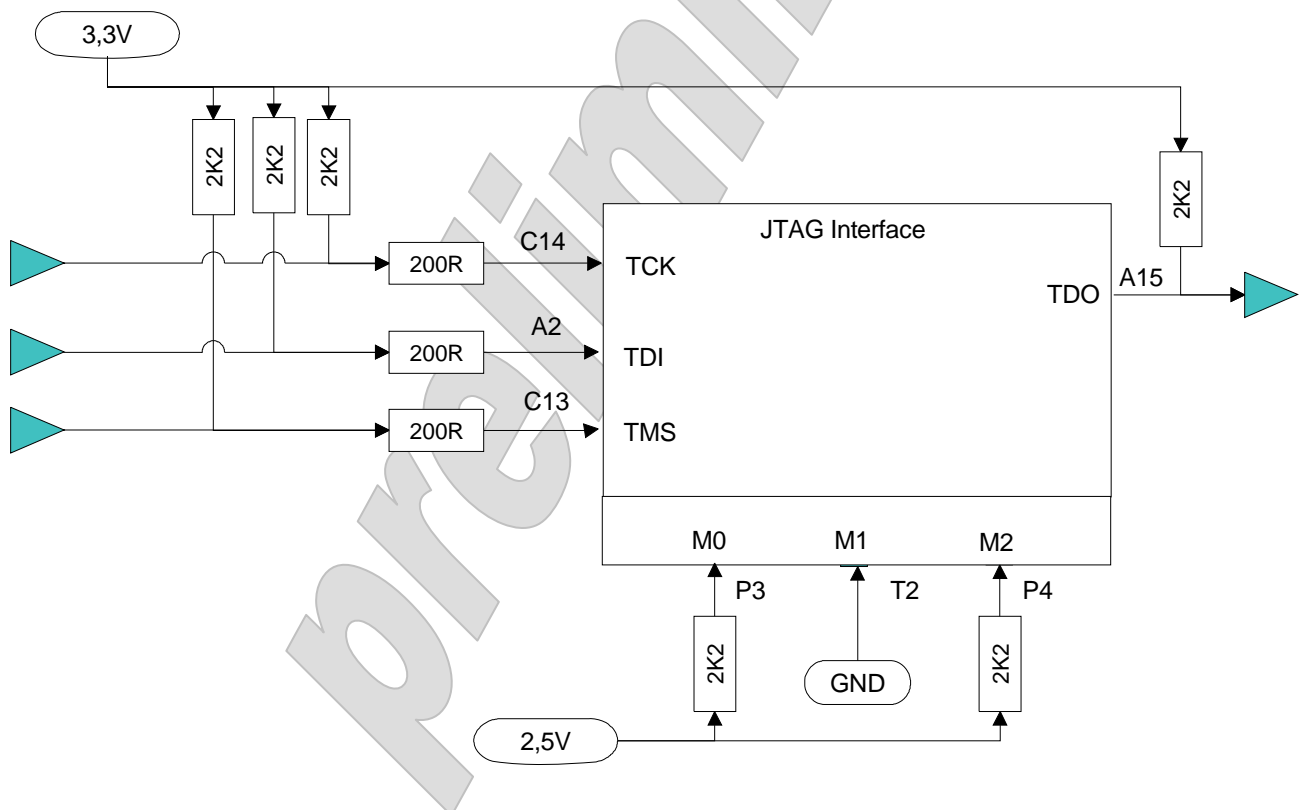 3,3V
2K2
2K2
2K2
2K2
JTAG Interface
C14
200R
TCK
A15
TDO
A2
200R
TDI
C13
200R
TMS
M0
M1
M2
P3
T2
P4
2K2
2K2
GND
2,5V
prelimi